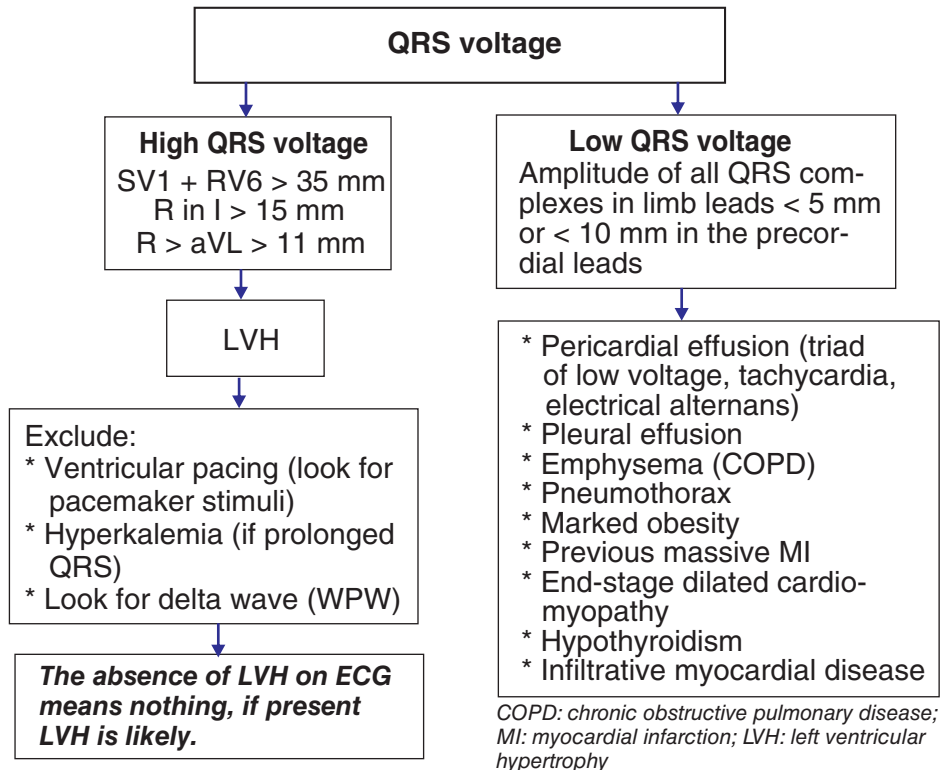 QRS voltage
High QRS voltage
SV1 + RV6 > 35 mm
R in I > 15 mm
R > aVL > 11 mm
LVH
Exclude:
* Ventricular pacing (look for
pacemaker stimuli)
* Hyperkalemia (if prolonged
QRS)
* Look for delta wave (WPW)
The absence of LVH on ECG
means nothing, if present
LVH is likely.
Low QRS voltage
Amplitude of all QRS com-
plexes in limb leads < 5 mm
or < 10 mm in the precor-
dial leads
* Pericardial effusion (triad
of low voltage, tachycardia,
electrical alternans)
* Pleural effusion
* Emphysema (COPD)
* Pneumothorax
* Marked obesity
* Previous massive MI
* End-stage dilated cardio-
myopathy
* Hypothyroidism
* Infiltrative myocardial disease
COPD: chronic obstructive pulmonary disease;
MI: myocardial infarction; LVH: left ventricular
hypertrophy